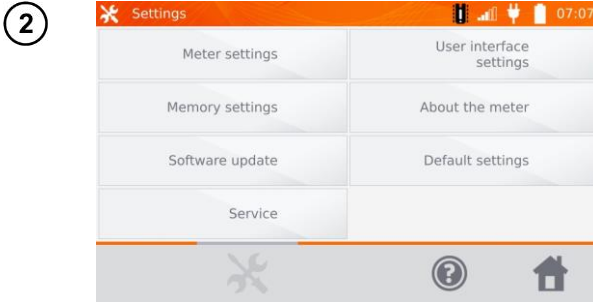 2
Settings
07:07
Meter settings
User interface
settings
Memory settings
About the meter
Software update
Default settings
Service
?